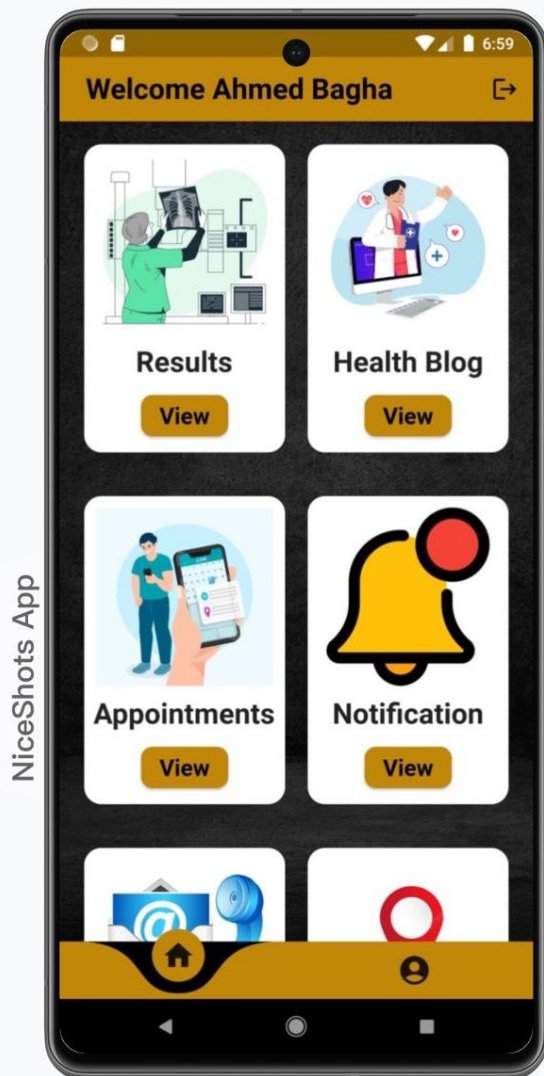 6:59
Welcome Ahmed Bagha
Results
Health Blog
View
View
Appointments
Notification
View
View
@
NiceShots App